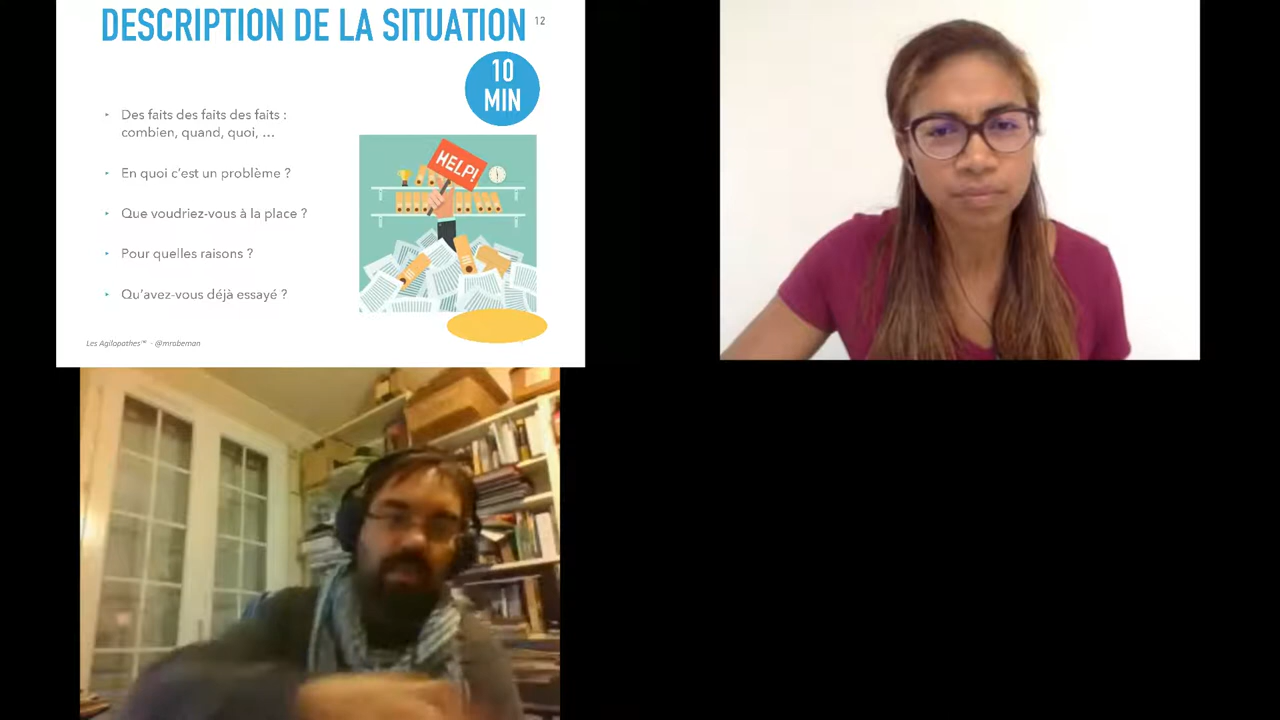 DESCRIPTION DE LA SITUATION
12
10
MIN
‣ Des faits des faits des faits :
combien, quand, quoi, …
‣ En quoi c’est un problème ?
‣ Que voudriez-vous à la place ?
‣ Pour quelles raisons ?
‣ Qu’avez-vous déjà essayé ?
HELP!
Les Agilopathes™ - @mrobeman